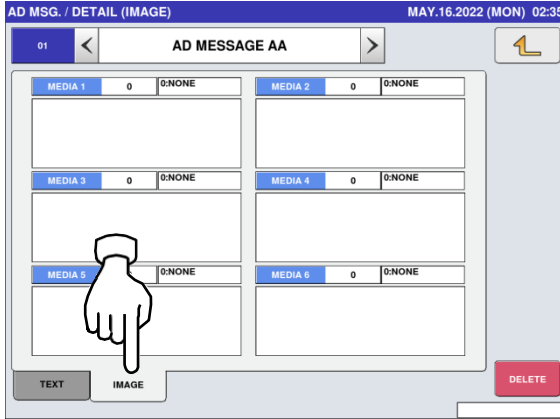 AD MSG. / DETAIL (IMAGE) MAY.16.2022 (MON) 02:35
01 AD MESSAGE AA
MEDIA 1 0 0:NONE MEDIA 2 0 0:NONE
MEDIA 3 0 0:NONE MEDIA 4 0 0:NONE
MEDIA 5 0:NONE MEDIA 6 0 0:NONE
TEXT IMAGE DELETE